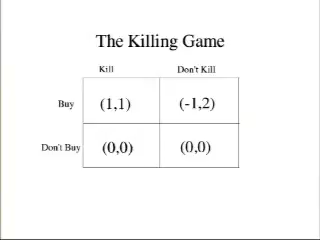 The Killing Game
Kill Don't Kill
Buy (1,1) (-1,2)
Don't Buy (0,0) (0,0)